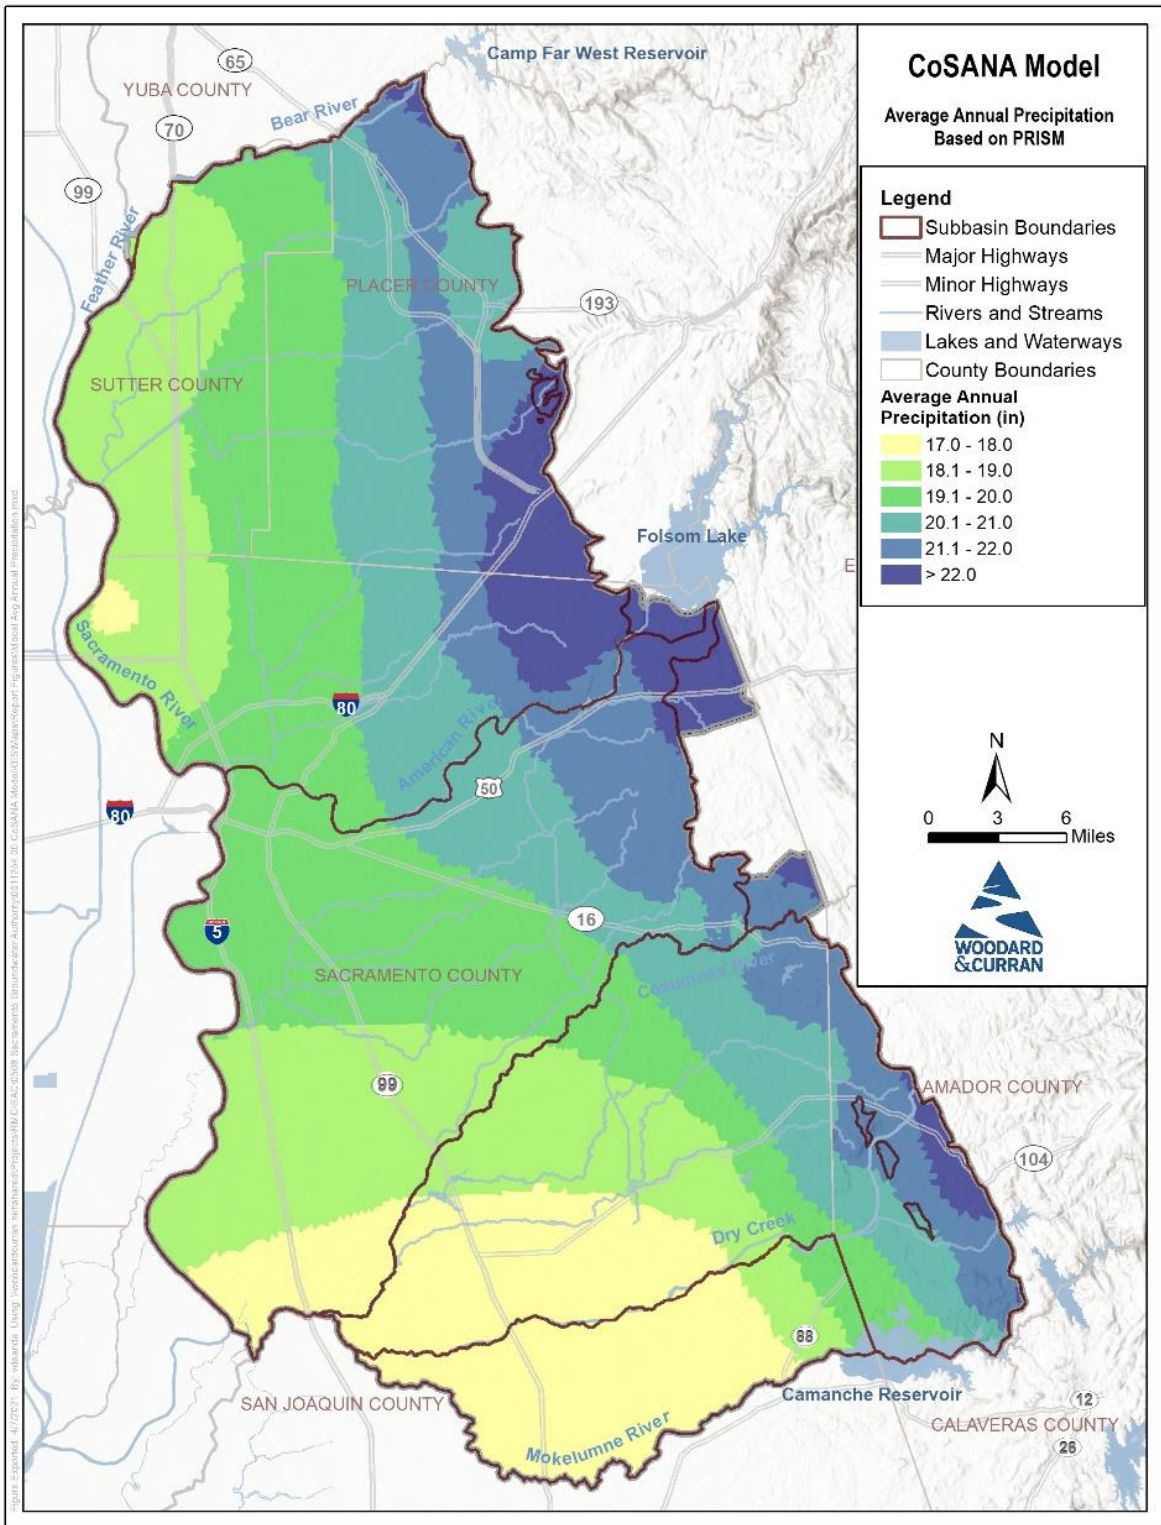 CoSANA Model
Average Annual Precipitation
Based on PRISM
Legend
Subbasin Boundaries
Major Highways
Minor Highways
Rivers and Streams
Lakes and Waterways
County Boundaries
Average Annual
Precipitation (in)
17.0 - 18.0
18.1 - 19.0
19.1 - 20.0
20.1 - 21.0
21.1 - 22.0
> 22.0
N
0 3 6
Miles
WOODARD
&CURRAN
Camp Far West Reservoir
65
YUBA COUNTY
Bear River
70
99
Feather River
PLACER COUNTY
193
SUTTER COUNTY
Folsom Lake
E
Sacramento River
80
American River
50
80
16
5
SACRAMENTO COUNTY
Cosumnes River
99
AMADOR COUNTY
104
Dry Creek
88
Camanche Reservoir
SAN JOAQUIN COUNTY
12
CALAVERAS COUNTY
26
Mokelumne River